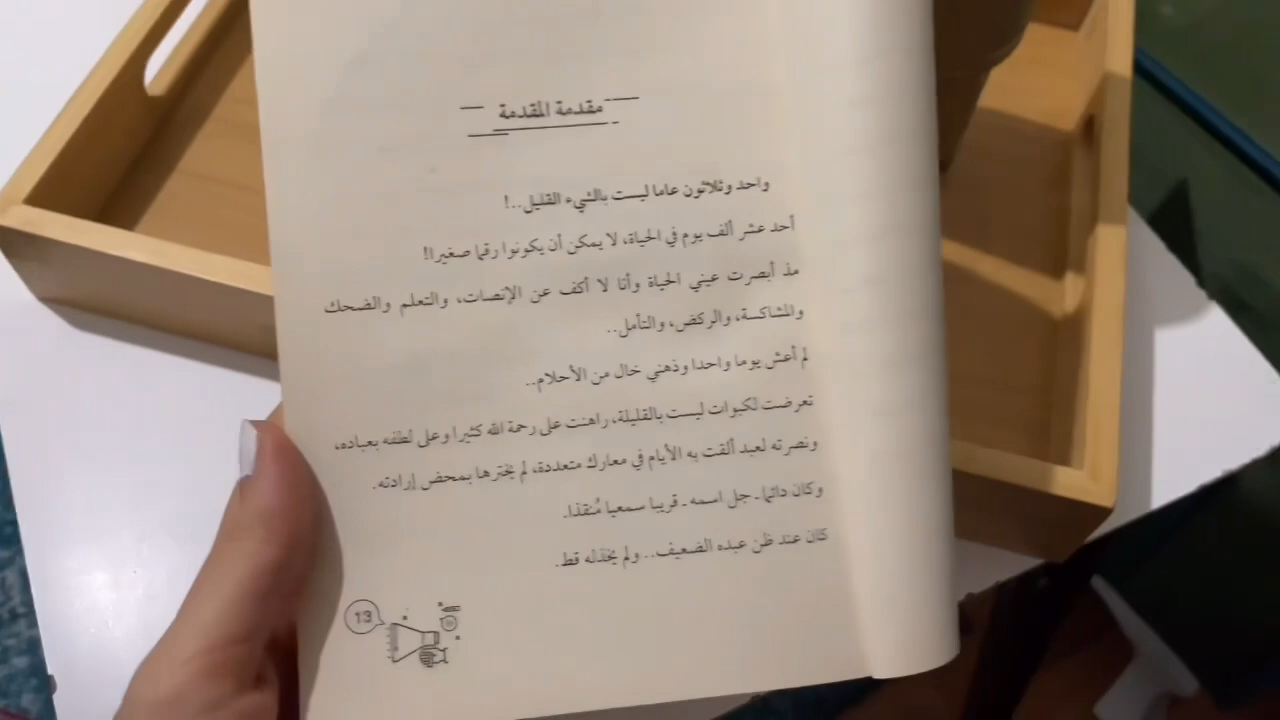 مقدمة المقدمة
واحد وثلاثون عاما ليست بالشيء القليل..!
أحد عشر ألف يوم في الحياة، لا يمكن أن يكونوا رقما صغيرا!
مذ أبصرت عيني الحياة وأنا لا أكف عن الإنصات، والتعلم والضحك
والمشاكسة، والركض، والتأمل..
لم أعش يوما واحدا وذهني خال من الأحلام..
تعرضت لكبوات ليست بالقليلة، راهنت على رحمة الله كثيرا وعلى لطفه بعباده،
ونصرته لعبد ألقت به الأيام في معارك متعددة، لم يخترها بمحض إرادته.
وكان دائما ـ جل اسمه ـ قريبا سمعيا مُنقذا.
كان عند ظن عبده الضعيف.. ولم يخذله قط.
13